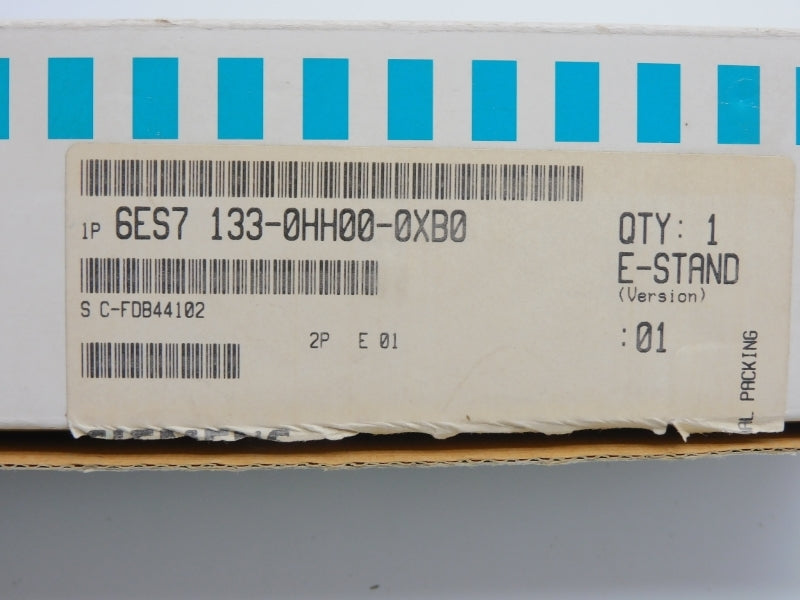 1P 6ES7 133-0HH00-0XB0
S C-FDB44102
2P E 01
QTY: 1
E-STAND
(Version)
:01
PACKING